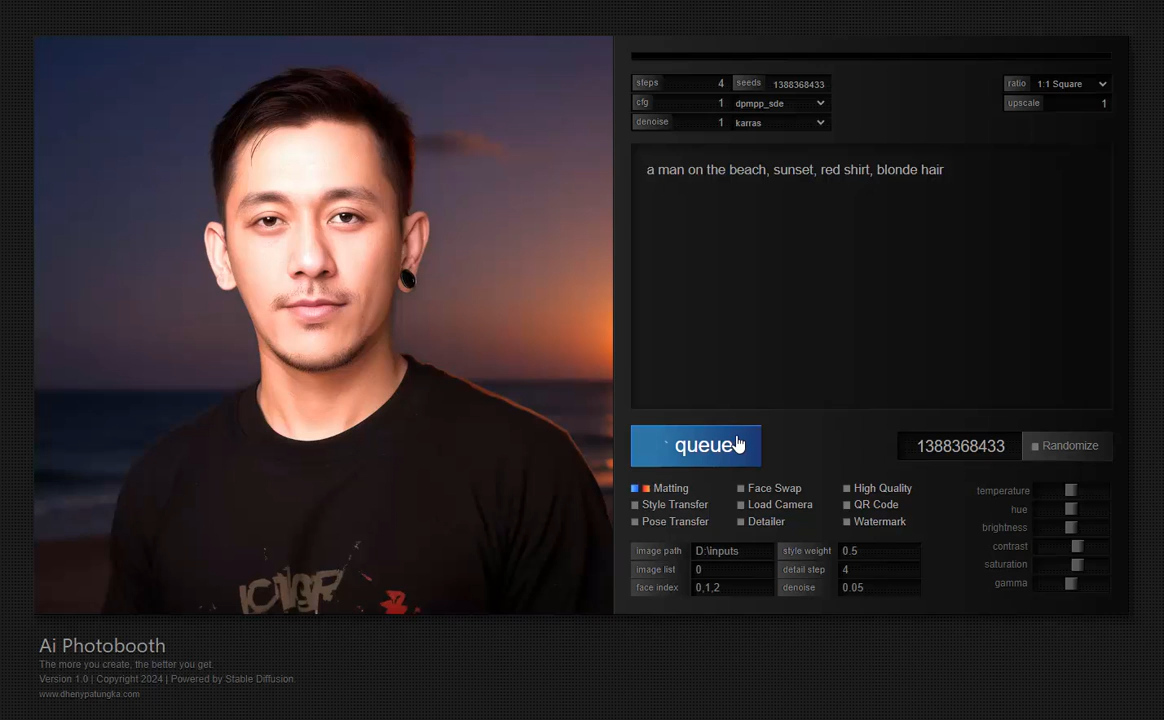 steps 4 seeds 1388368433 ratio 1:1 Square
cfg 1 dpmpp_sde upscale 1
denoise 1 karras
a man on the beach, sunset, red shirt, blonde hair
queue
1388368433 Randomize
Matting Face Swap High Quality
Style Transfer Load Camera QR Code
Pose Transfer Detailer Watermark
temperature
hue
brightness
contrast
saturation
gamma
image path D:\inputs style weight 0.5
image list 0 detail step 4
face index 0,1,2 denoise 0.05
Ai Photobooth
The more you create, the better you get.
Version 1.0 | Copyright 2024 | Powered by Stable Diffusion.
www.dhenypatungka.com